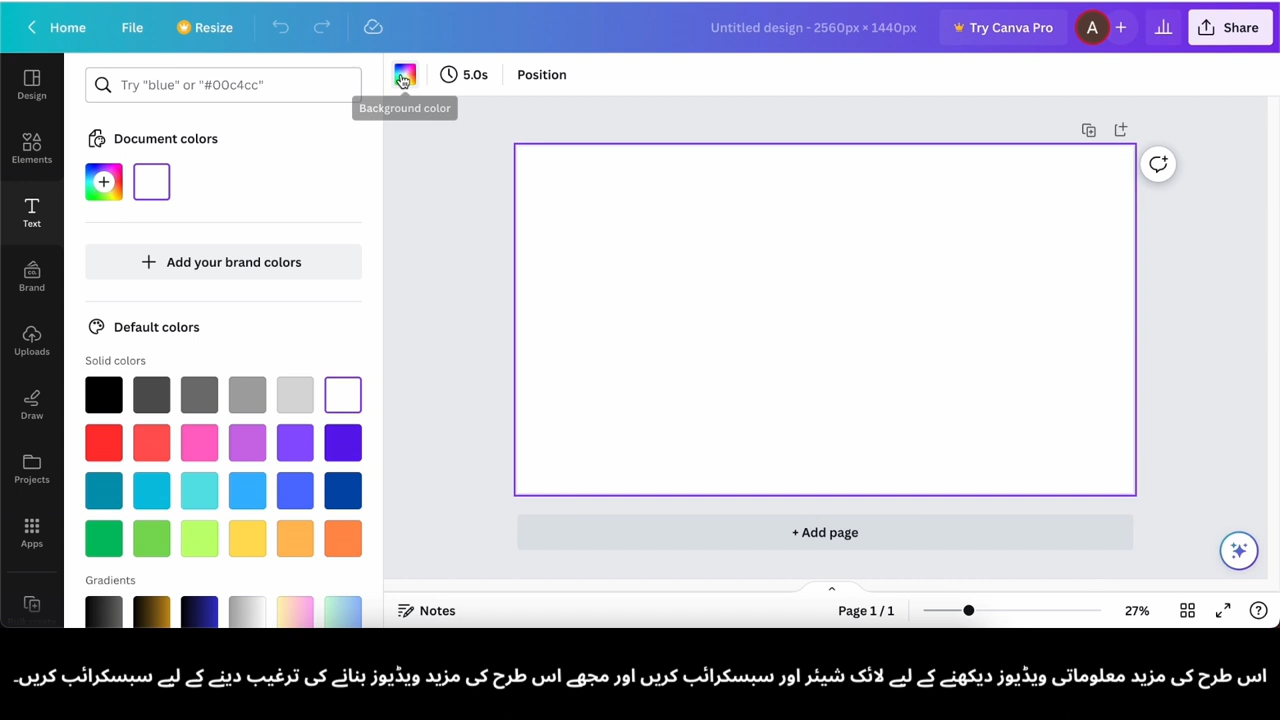 Home
File
Resize
Untitled design - 2560px × 1440px
Try Canva Pro
A
Share
Design
Elements
Text
Brand
Uploads
Draw
Projects
Apps
Try "blue" or "#00c4cc"
5.0s
Position
Background color
Document colors
Add your brand colors
Default colors
Solid colors
Gradients
+ Add page
Notes
Page 1 / 1
27%
اس طرح کی مزید معلوماتی ویڈیوز دیکھنے کے لیے لائک شیئر اور سبسکرائب کریں اور مجھے اس طرح کی مزید ویڈیوز بنانے کی ترغیب دینے کے لیے سبسکرائب کریں۔